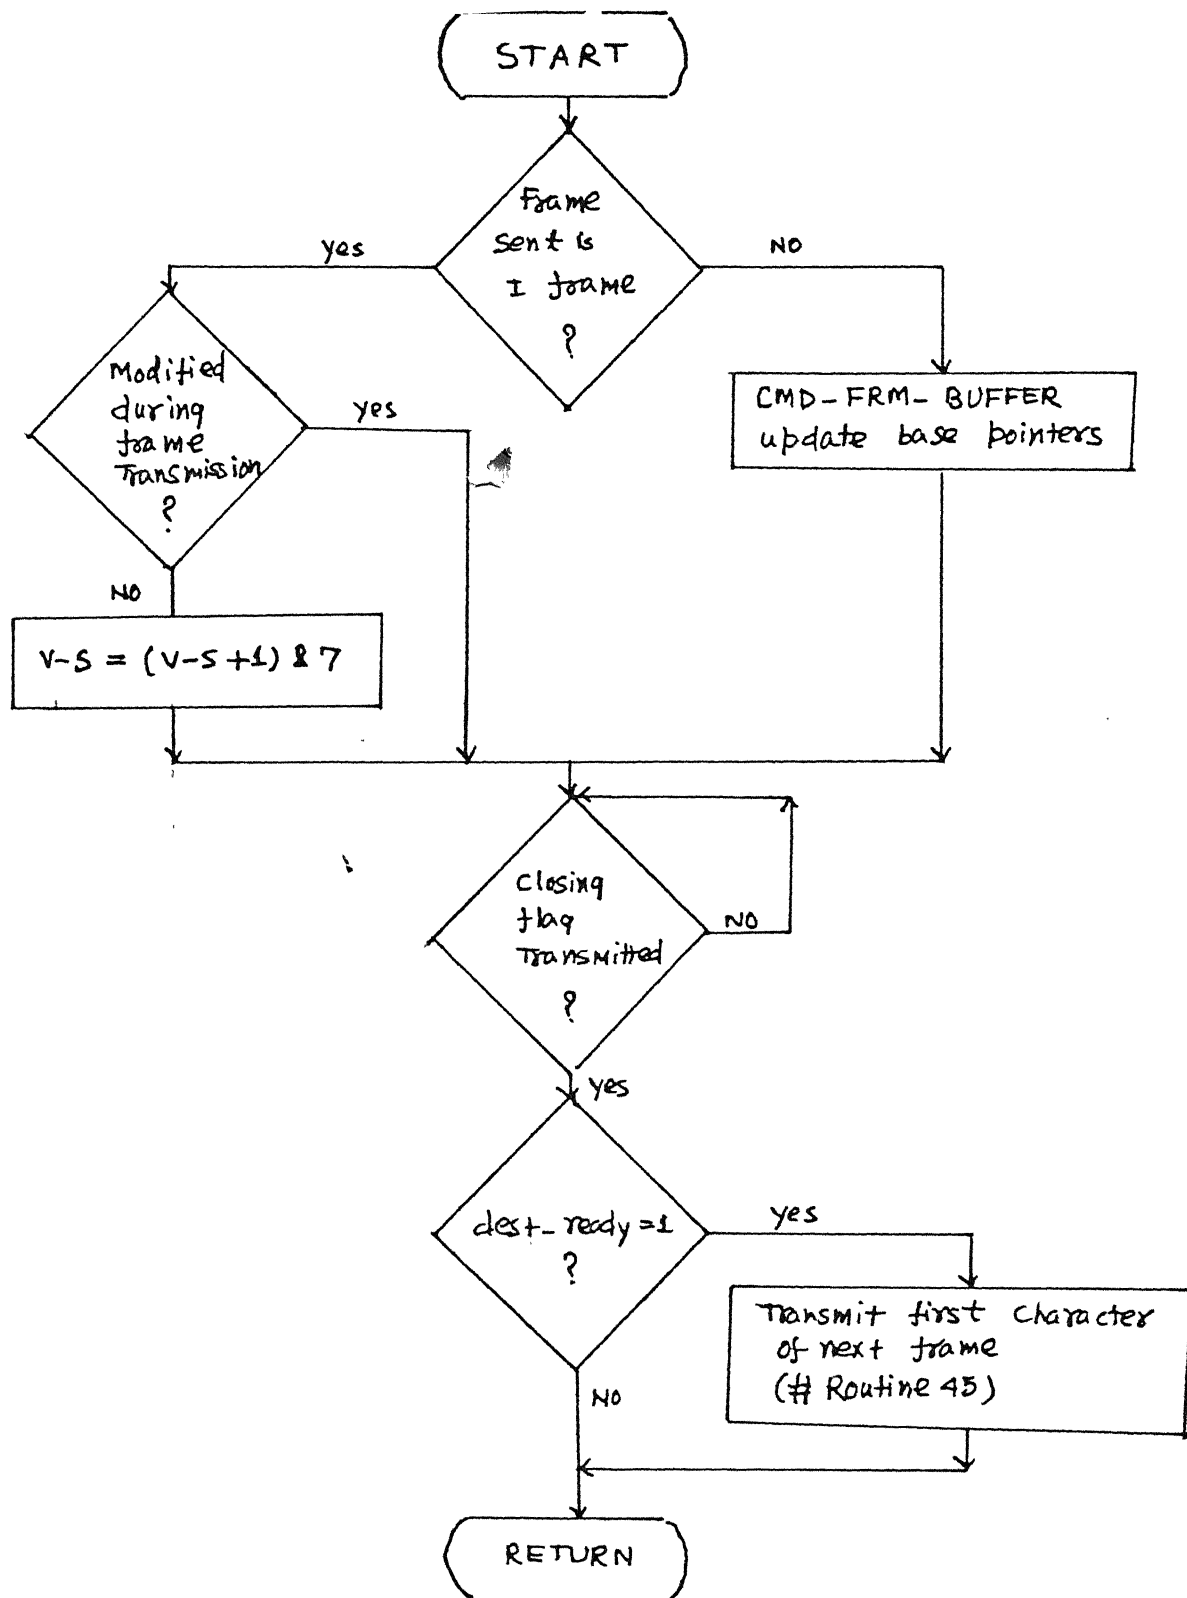 START
Frame
sent is
I frame
?
Yes
NO
Modified
during
frame
Transmission
?
Yes
CMD-FRM-BUFFER
update base pointers
NO
V-S = (V-S+1) & 7
Closing
flag
Transmitted
?
NO
Yes
dest-ready=1
?
Yes
Transmit first Character
of next frame
(# Routine 45)
NO
RETURN